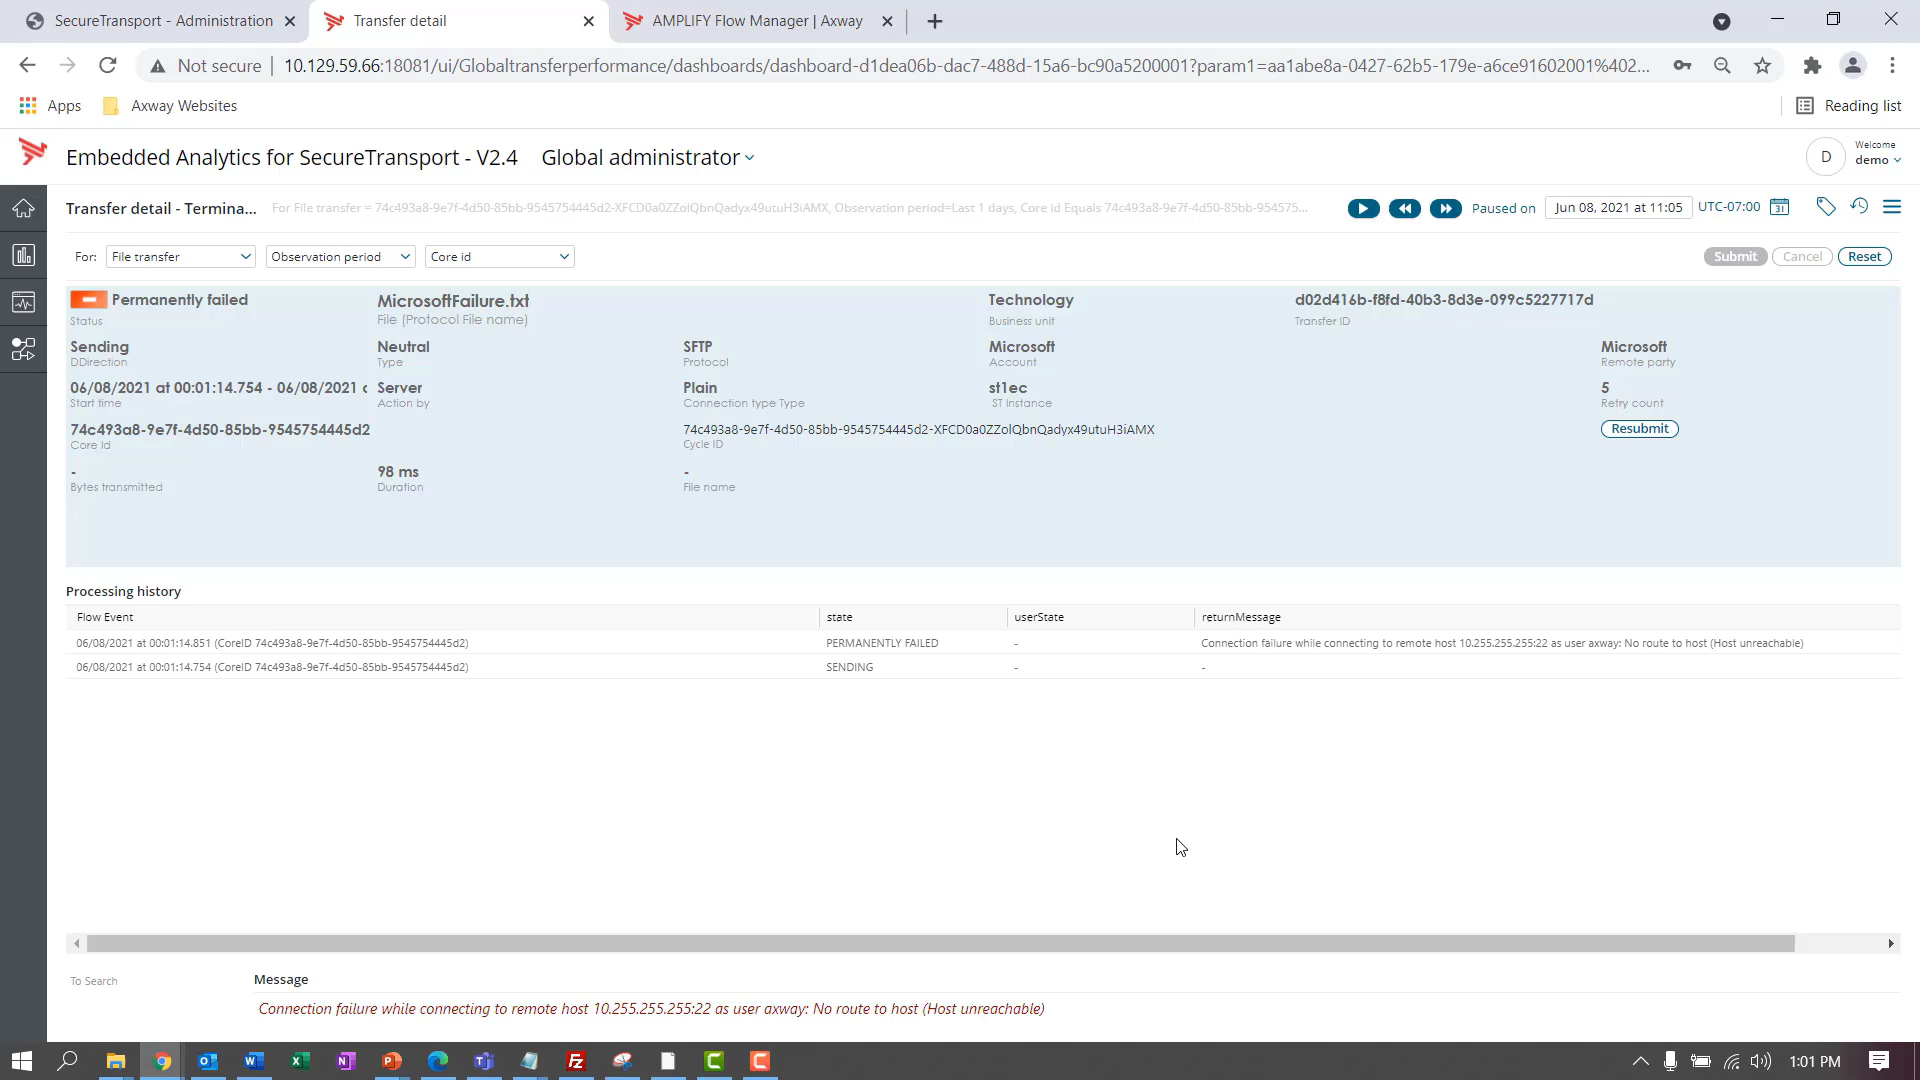 SecureTransport - Administration
Transfer detail
AMPLIFY Flow Manager | Axway
Not secure
10.129.59.66:18081/ui/Globaltransferperformance/dashboards/dashboard-d1dea06b-dac7-488d-15a6-bc90a5200001?param1=aa1abe8a-0427-62b5-179e-a6ce91602001%402...
Apps
Axway Websites
Reading list
Embedded Analytics for SecureTransport - V2.4
Global administrator
D
Welcome
demo
Transfer detail - Termina...
For File transfer = 74c493a8-9e7f-4d50-85bb-9545754445d2-XFCD0a0ZZolQbnQadyx49utuH3iAMX, Observation period=Last 1 days, Core id Equals 74c493a8-9e7f-4d50-85bb-954575...
Paused on
Jun 08, 2021 at 11:05
UTC-07:00
31
For:
File transfer
Observation period
Core id
Submit
Cancel
Reset
Permanently failed
MicrosoftFailure.txt
Technology
d02d416b-f8fd-40b3-8d3e-099c5227717d
Status
File (Protocol File name)
Business unit
Transfer ID
Sending
Neutral
SFTP
Microsoft
Microsoft
DDirection
Type
Protocol
Account
Remote party
06/08/2021 at 00:01:14.754 - 06/08/2021
Server
Plain
st1ec
5
Start time
Action by
Connection type Type
ST Instance
Retry count
74c493a8-9e7f-4d50-85bb-9545754445d2
74c493a8-9e7f-4d50-85bb-9545754445d2-XFCD0a0ZZolQbnQadyx49utuH3iAMX
Resubmit
Core Id
Cycle ID
-
98 ms
-
Bytes transmitted
Duration
File name
Processing history
Flow Event
state
userState
returnMessage
06/08/2021 at 00:01:14.851 (CoreID 74c493a8-9e7f-4d50-85bb-9545754445d2)
PERMANENTLY FAILED
-
Connection failure while connecting to remote host 10.255.255.255:22 as user axway: No route to host (Host unreachable)
06/08/2021 at 00:01:14.754 (CoreID 74c493a8-9e7f-4d50-85bb-9545754445d2)
SENDING
-
-
To Search
Message
Connection failure while connecting to remote host 10.255.255.255:22 as user axway: No route to host (Host unreachable)
1:01 PM